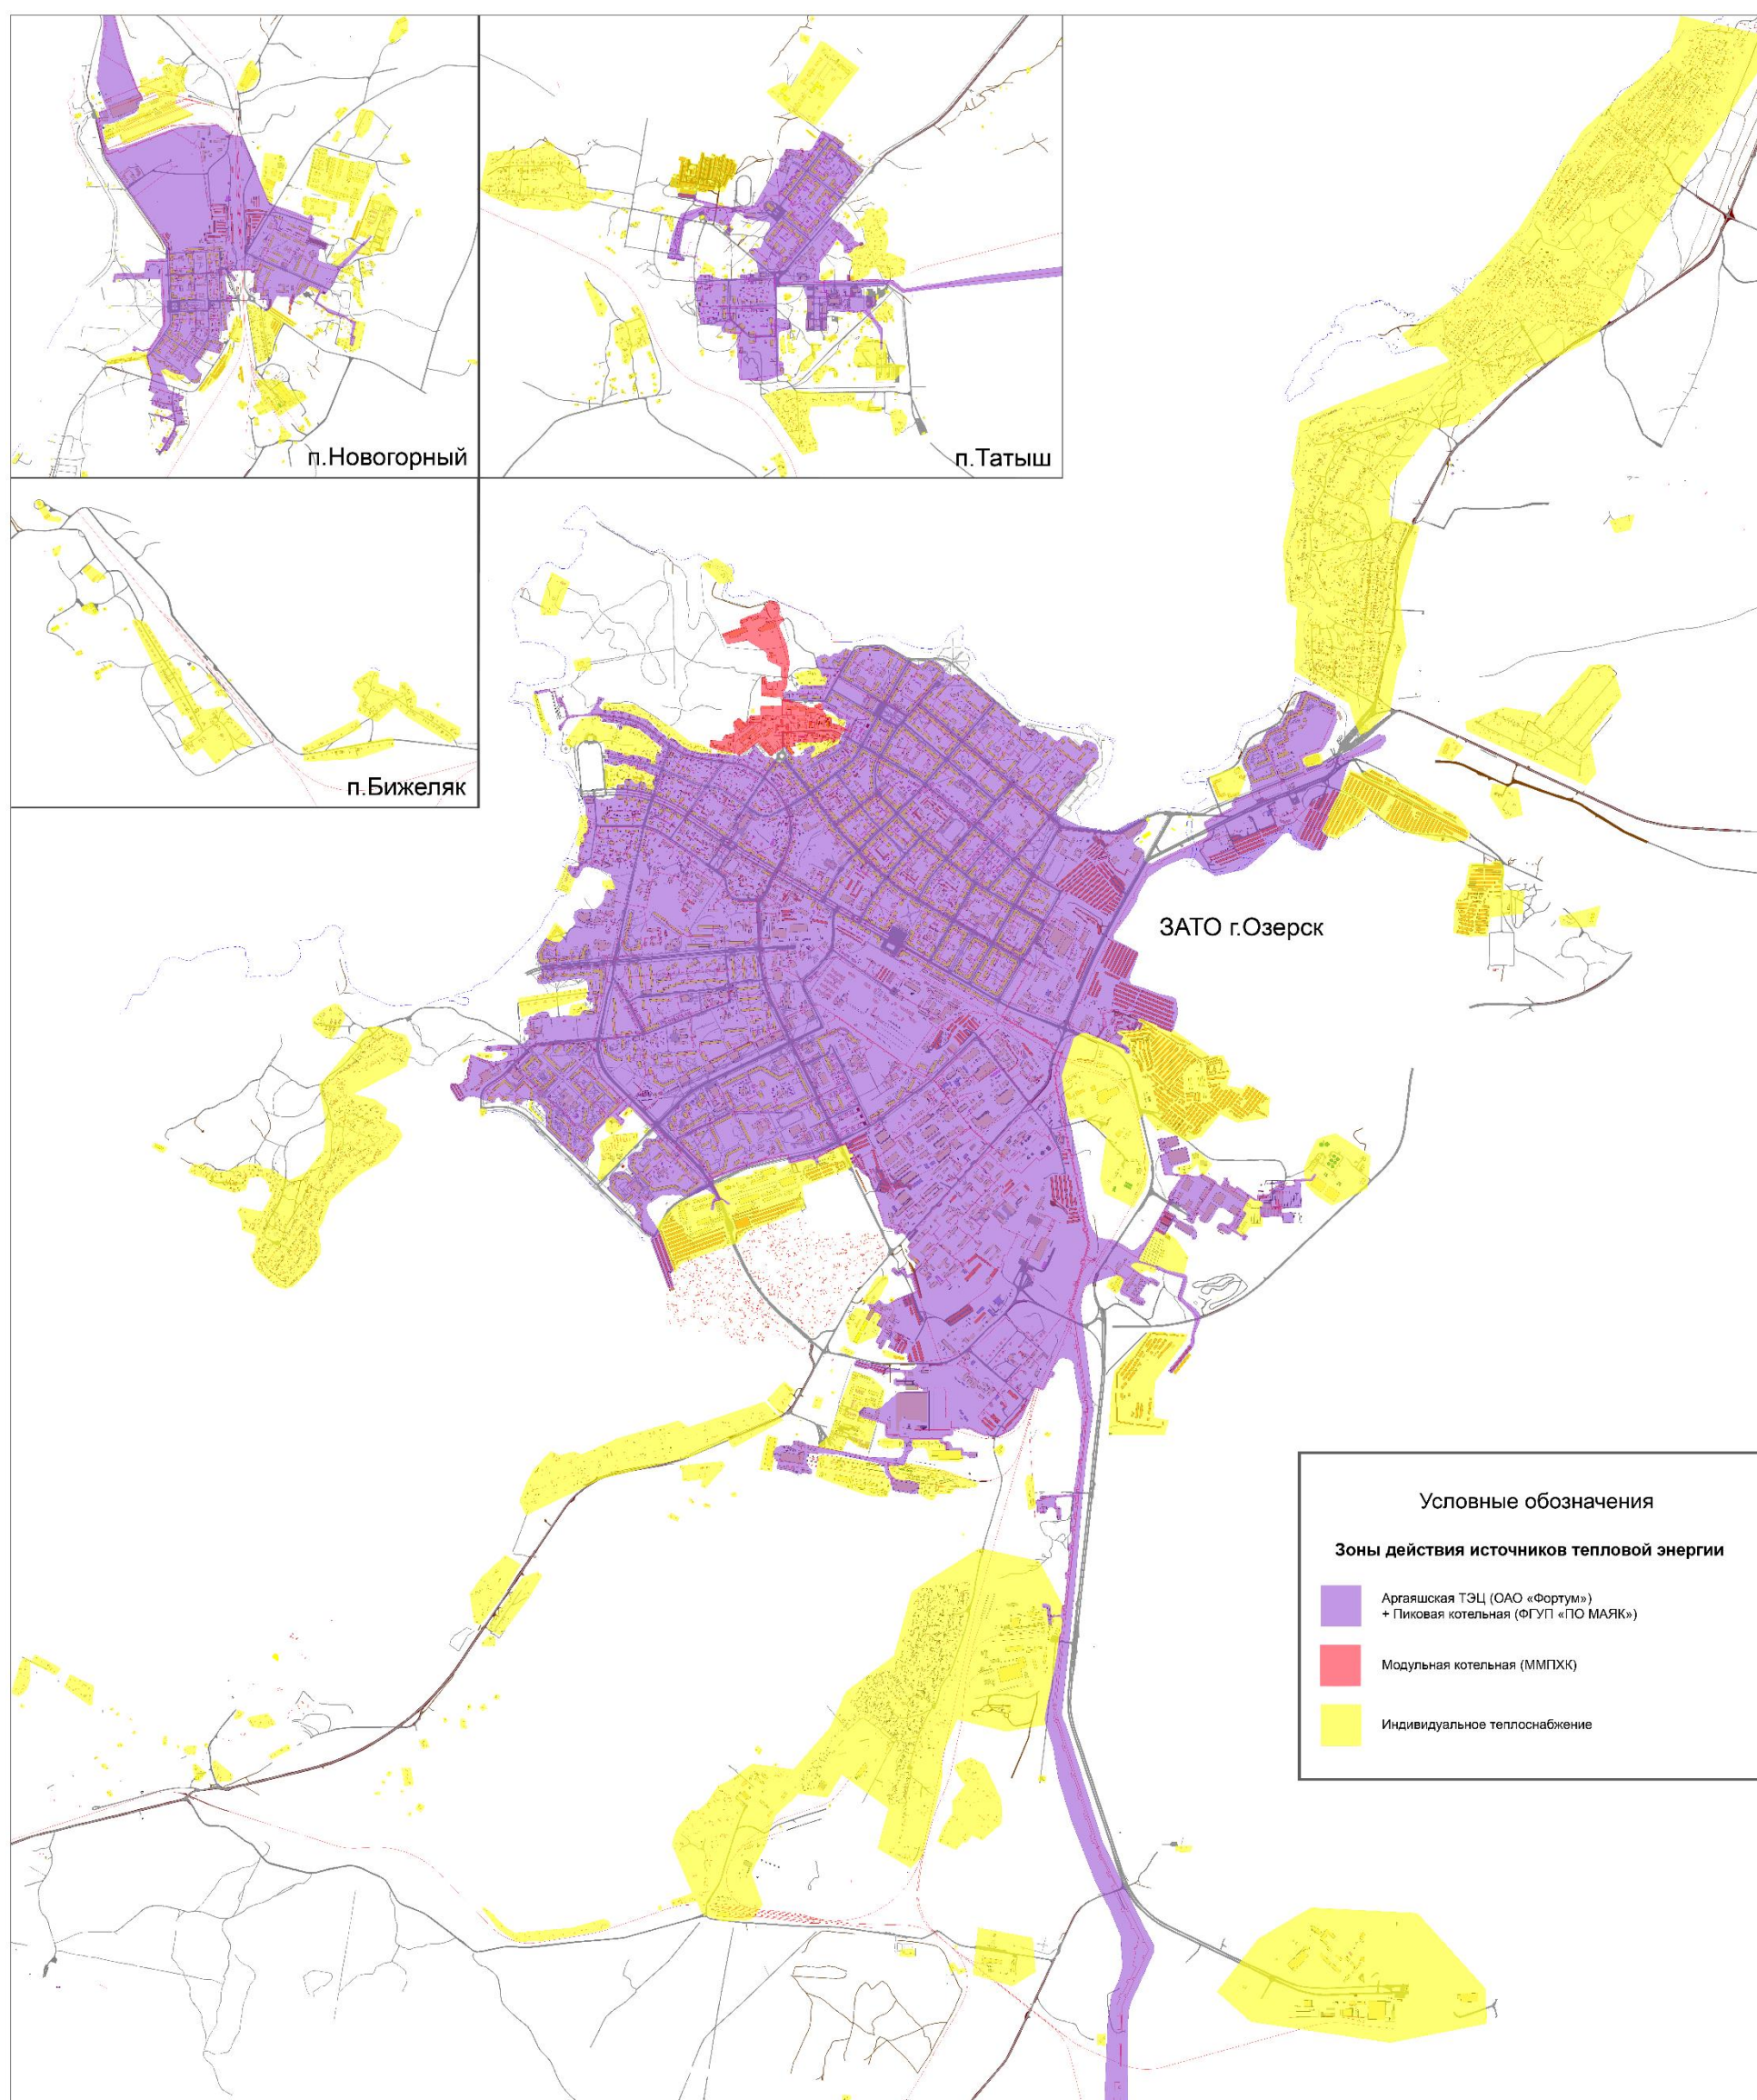 п.Новогорный
п.Татыш
п.Бижеляк
ЗАТО г.Озерск
Условные обозначения
Зоны действия источников тепловой энергии
Аргаяшская ТЭЦ (ОАО «Фортум»)
+ Пиковая котельная (ФГУП «ПО МАЯК»)
Модульная котельная (ММПХК)
Индивидуальное теплоснабжение